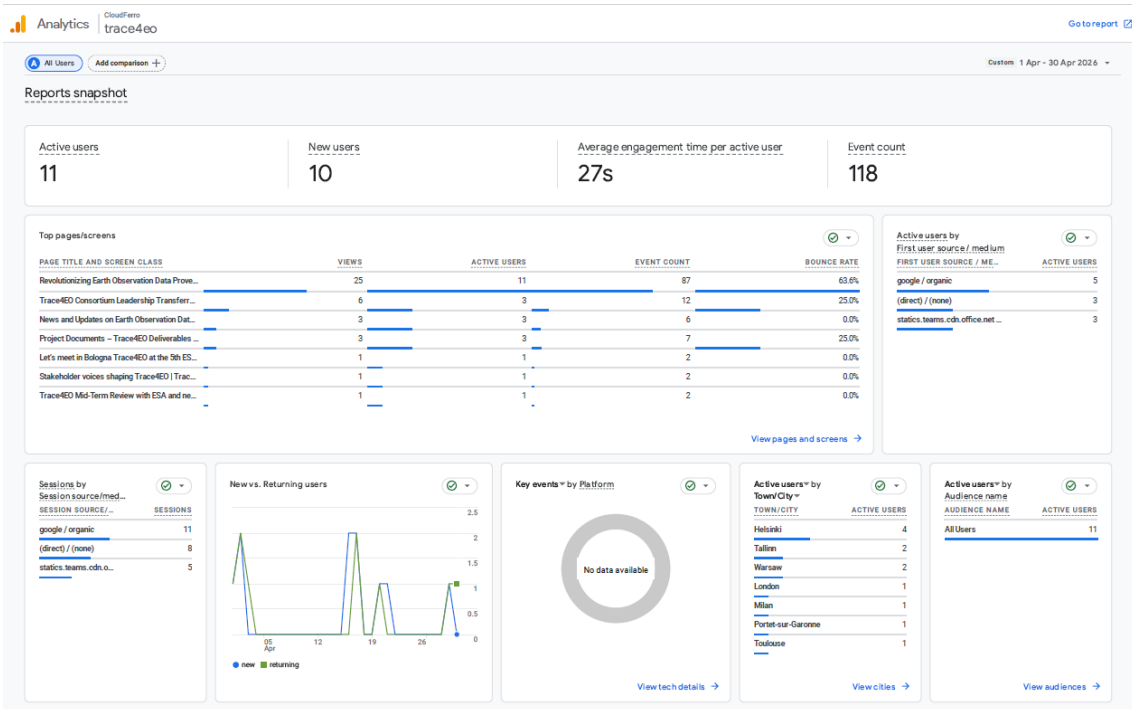 Analytics
CloudFerro
trace4eo
Go to report
A All Users
Add comparison +
Custom 1 Apr - 30 Apr 2026
Reports snapshot
Active users
11
New users
10
Average engagement time per active user
27s
Event count
118
Top pages/screens
PAGE TITLE AND SCREEN CLASS VIEWS ACTIVE USERS EVENT COUNT BOUNCE RATE
Revolutionizing Earth Observation Data Prove... 25 11 87 63.6%
Trace4EO Consortium Leadership Transferr... 6 3 12 25.0%
News and Updates on Earth Observation Dat... 3 3 6 0.0%
Project Documents – Trace4EO Deliverables ... 3 3 7 25.0%
Let's meet in Bologna Trace4EO at the 5th ES... 1 1 2 0.0%
Stakeholder voices shaping Trace4EO | Trac... 1 1 2 0.0%
Trace4EO Mid-Term Review with ESA and ne... 1 1 2 0.0%
View pages and screens →
Active users by
First user source / medium
FIRST USER SOURCE / ME... ACTIVE USERS
google / organic 5
(direct) / (none) 3
statics.teams.cdn.office.net ... 3
Sessions by
Session source/med...
SESSION SOURCE/... SESSIONS
google / organic 11
(direct) / (none) 8
statics.teams.cdn.o... 5
New vs. Returning users
2.5
2
1.5
1
0.5
0
05 12 19 26
Apr
new returning
Key events by Platform
No data available
View tech details →
Active users by
Town/City
TOWN/CITY ACTIVE USERS
Helsinki 4
Tallinn 2
Warsaw 2
London 1
Milan 1
Portet-sur-Garonne 1
Toulouse 1
View cities →
Active users by
Audience name
AUDIENCE NAME ACTIVE USERS
All Users 11
View audiences →